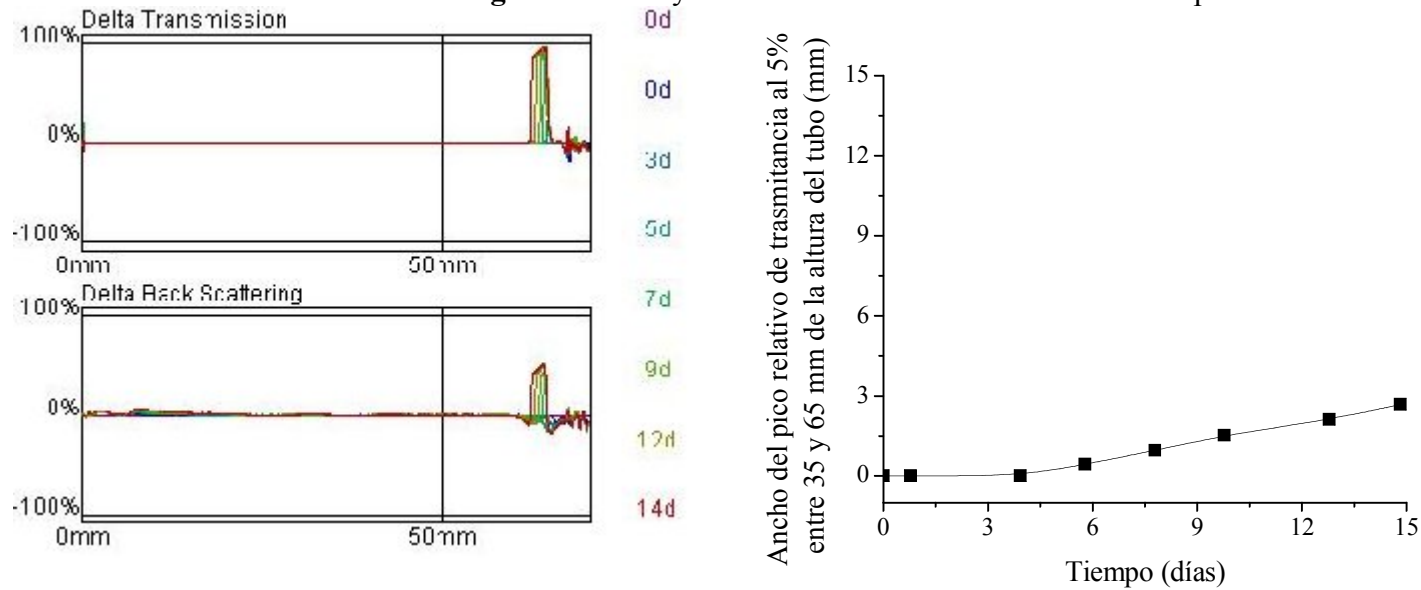 Delta Transmission
100%
0%
-100%
0mm
50mm
Delta Back Scattering
100%
0%
-100%
0mm
50mm
0d
0d
3d
5d
7d
9d
12d
14d
Ancho del pico relativo de trasmitancia al 5%
entre 35 y 65 mm de la altura del tubo (mm)
15
12
9
6
3
0
0
3
6
9
12
15
Tiempo (días)